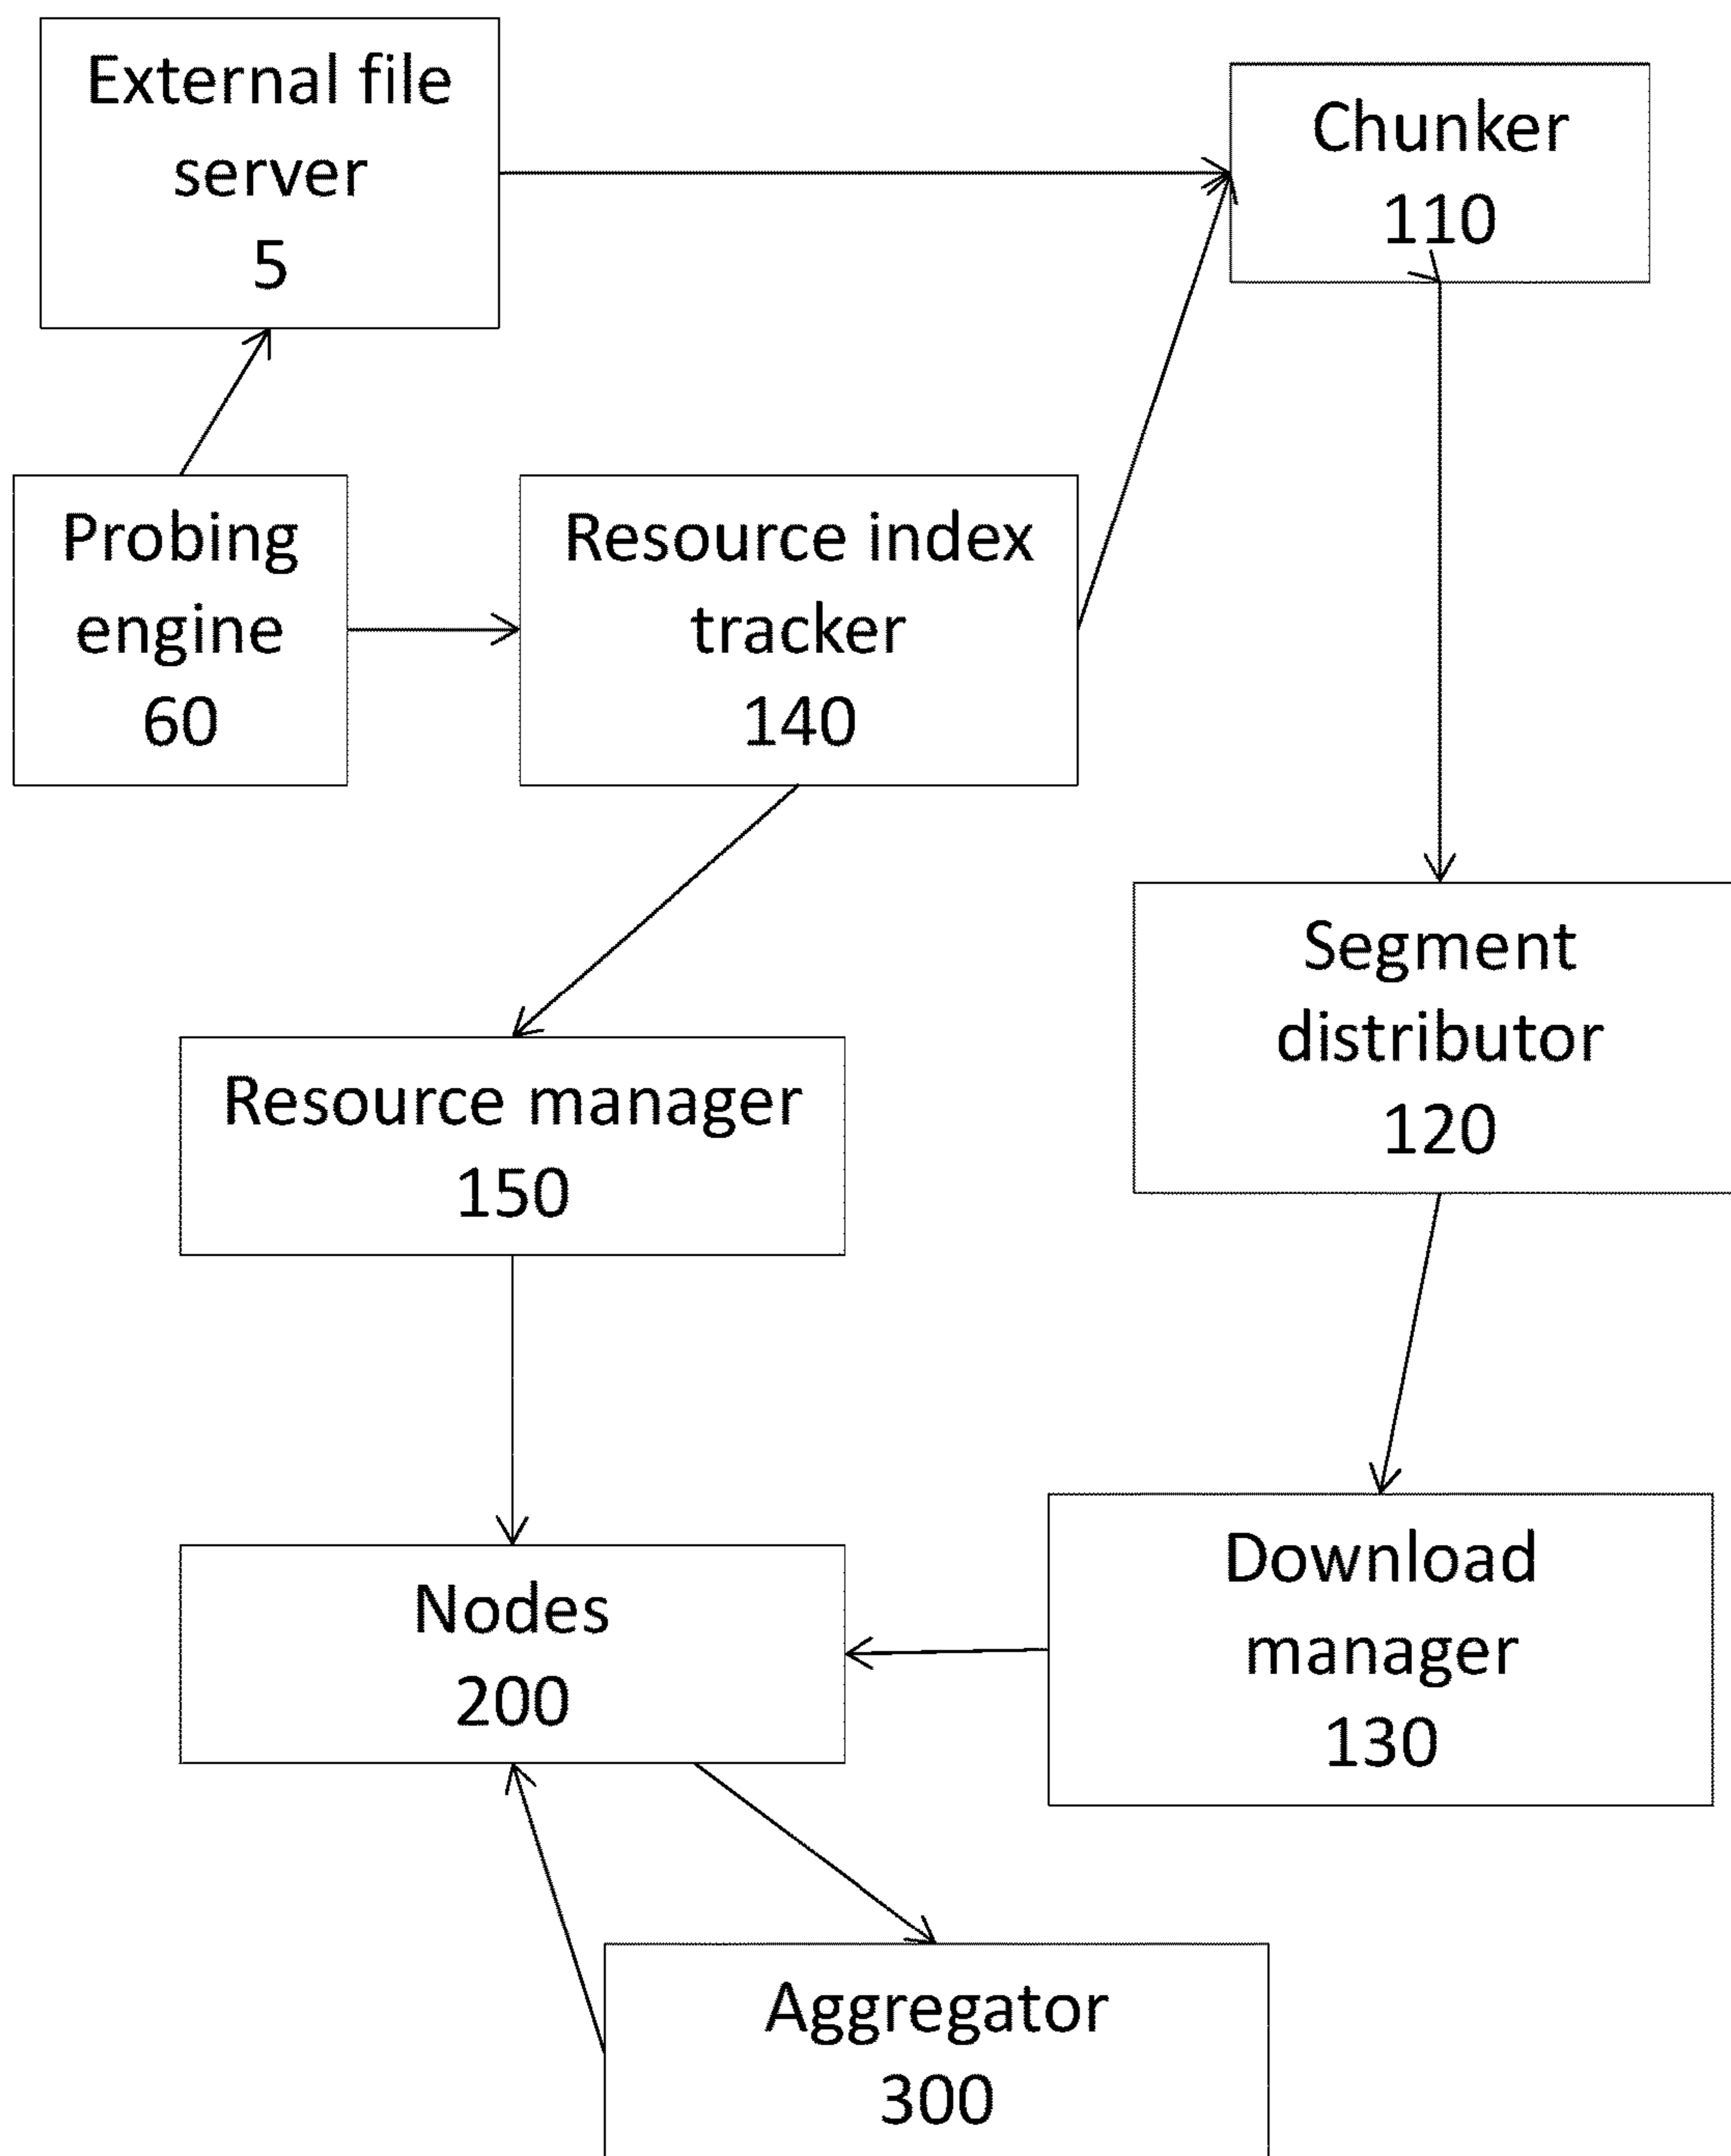 External file
server
5
Chunker
110
Probing
engine
60
Resource index
tracker
140
Segment
distributor
120
Resource manager
150
Nodes
200
Download
manager
130
Aggregator
300